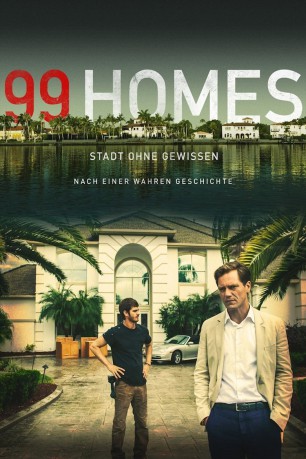 99 HOMES
STADT OHNE GEWISSEN
NACH EINER WAHREN GESCHICHTE